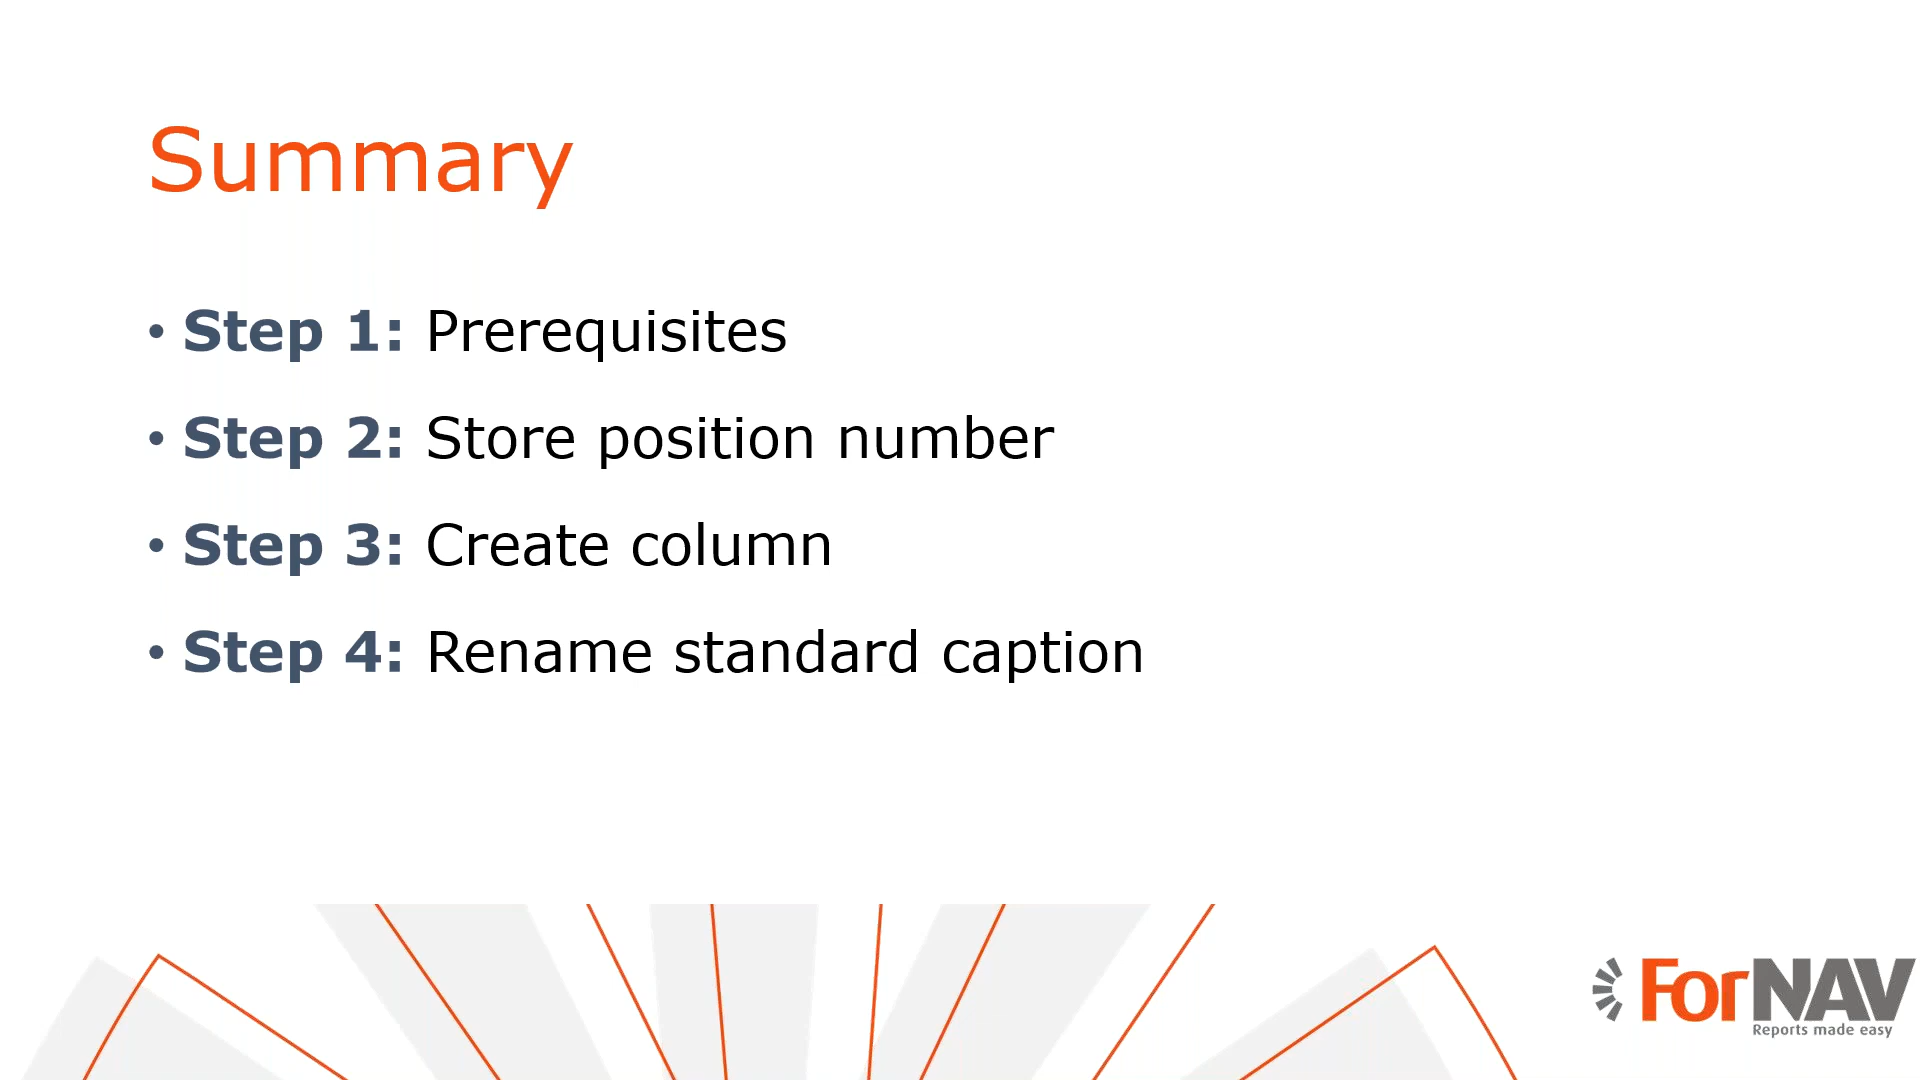 Summary
• Step 1: Prerequisites
• Step 2: Store position number
• Step 3: Create column
• Step 4: Rename standard caption
ForNAV
Reports made easy